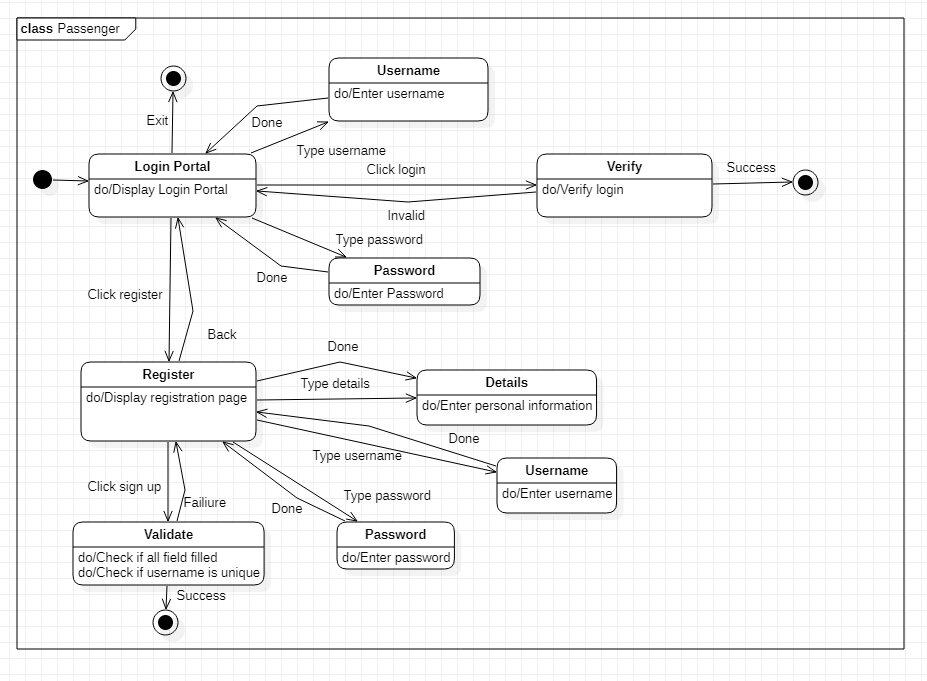 class Passenger
Username
do/Enter username
Exit
Done
Type username
Login Portal
do/Display Login Portal
Click login
Verify
do/Verify login
Success
Invalid
Type password
Done
Password
do/Enter Password
Click register
Back
Done
Register
do/Display registration page
Type details
Details
do/Enter personal information
Done
Type username
Username
do/Enter username
Click sign up
Failiure
Type password
Done
Validate
do/Check if all field filled
do/Check if username is unique
Password
do/Enter password
Success